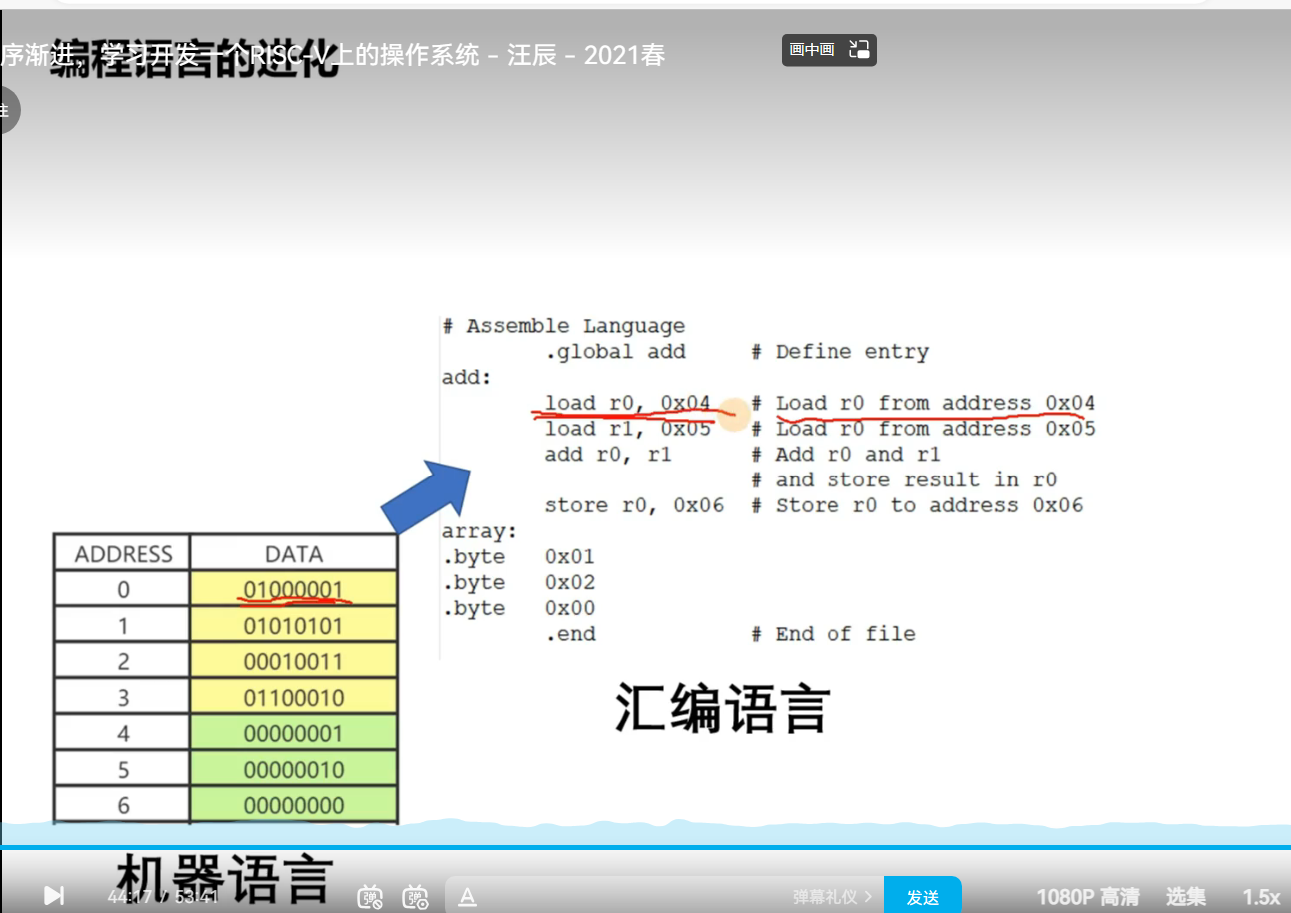 序渐进，学习开发一个RISC-V上的操作系统 - 汪辰 - 2021春
编程语言的进化
画中画
注
# Assemble Language
.global add # Define entry
add:
load r0, 0x04 # Load r0 from address 0x04
load r1, 0x05 # Load r0 from address 0x05
add r0, r1 # Add r0 and r1
# and store result in r0
store r0, 0x06 # Store r0 to address 0x06
array:
.byte 0x01
.byte 0x02
.byte 0x00
.end # End of file
汇编语言
ADDRESS DATA
0 01000001
1 01010101
2 00010011
3 01100010
4 00000001
5 00000010
6 00000000
机器语言
44:17 / 53:41
弹
弹
A
弹幕礼仪 >
发送
1080P 高清
选集
1.5x